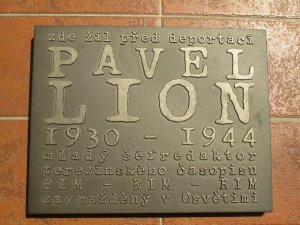 zde žil před deportací
PAVEL
LION
1930 - 1944
mladý šéfredaktor
terezínského časopisu
RIM - RIM - RIM
zavražděný v Osvětimi